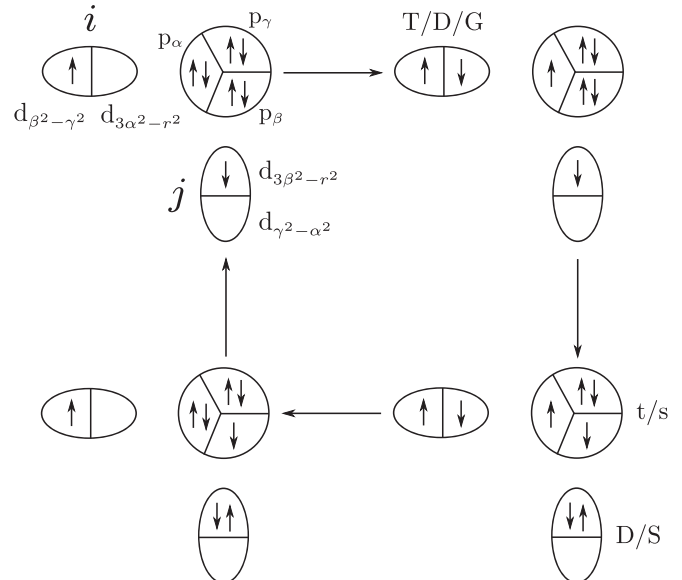 i
p_γ
T/D/G
p_α
d_{β²−γ²} d_{3α²−r²}
p_β
j
d_{3β²−r²}
d_{γ²−α²}
t/s
D/S